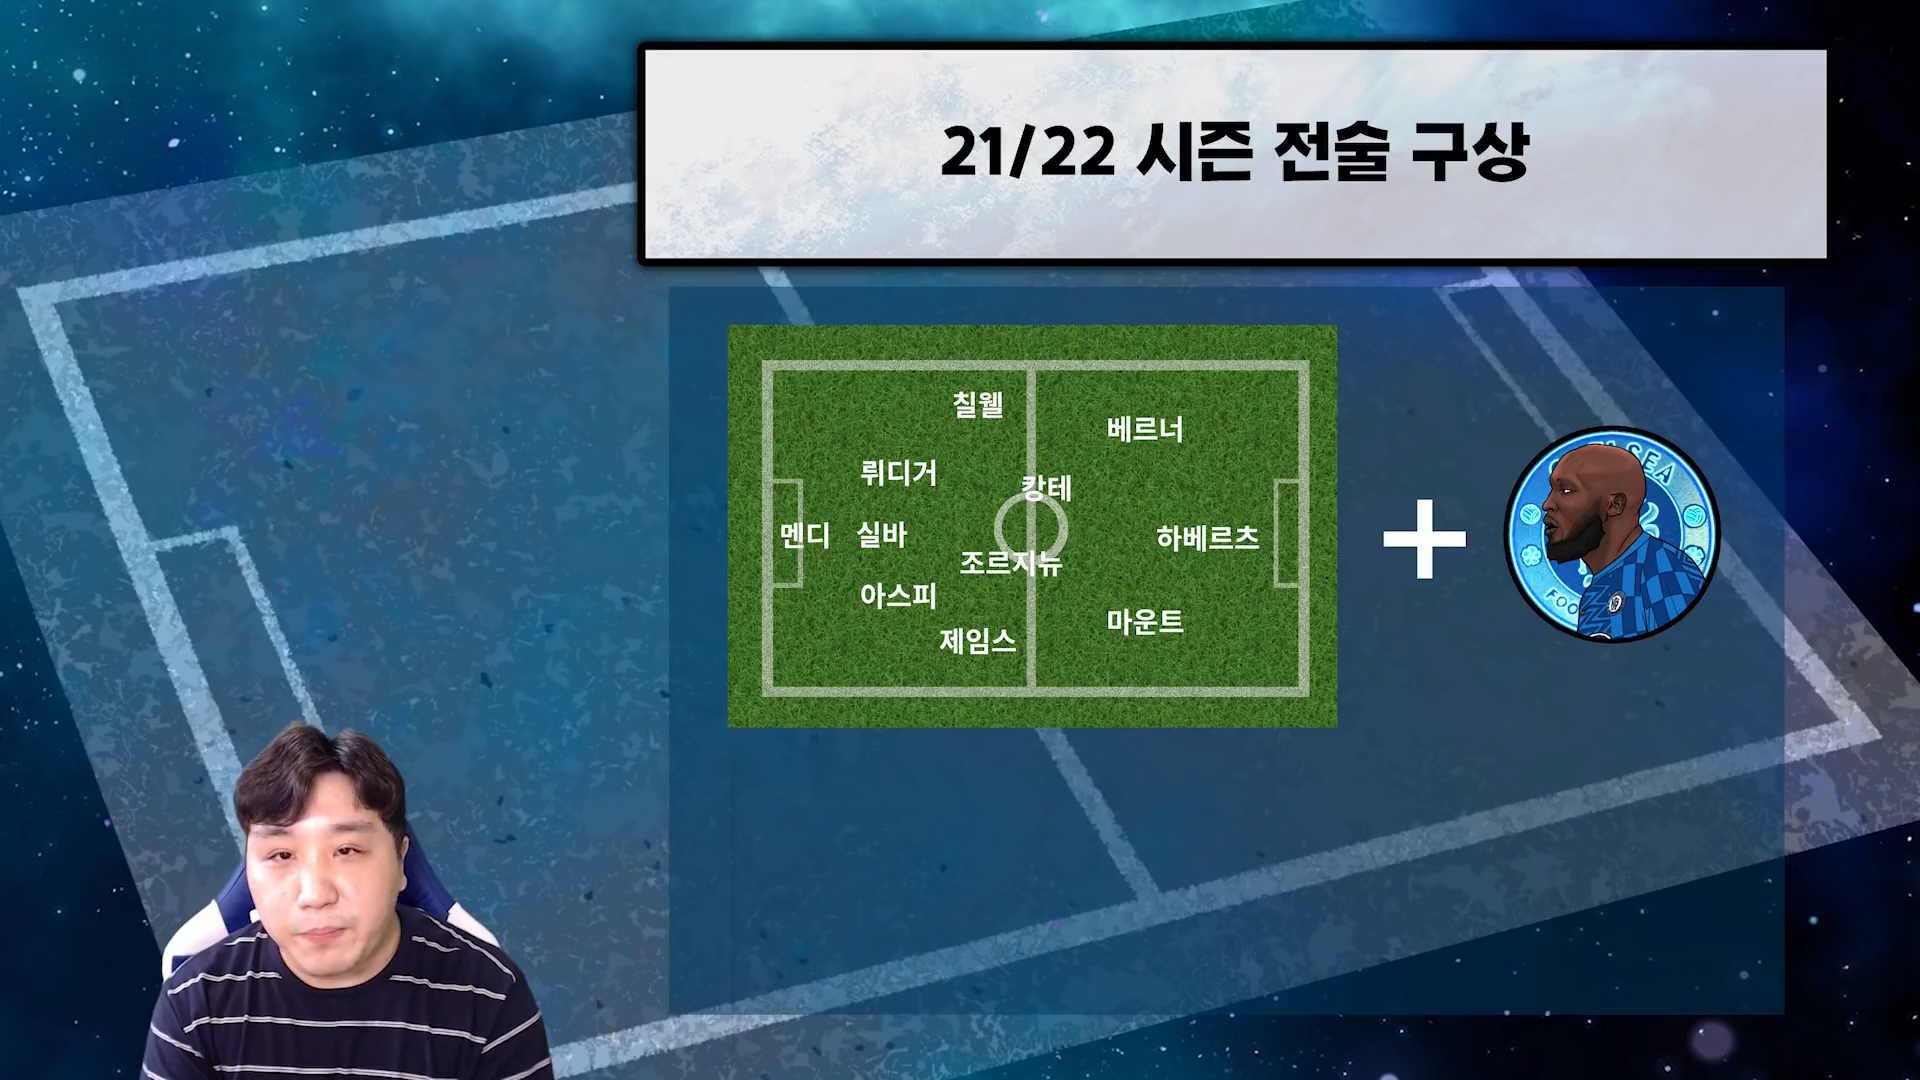 21/22 시즌 전술 구상
칠웰
베르너
뤼디거
캉테
멘디
실바
하베르츠
조르지뉴
아스피
마운트
제임스